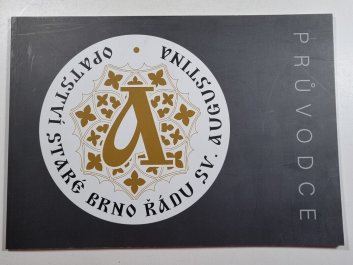 OPATSTVÍ STARÉ BRNO ŘÁDU SV. AUGUSTINA
A
PRŮVODCE